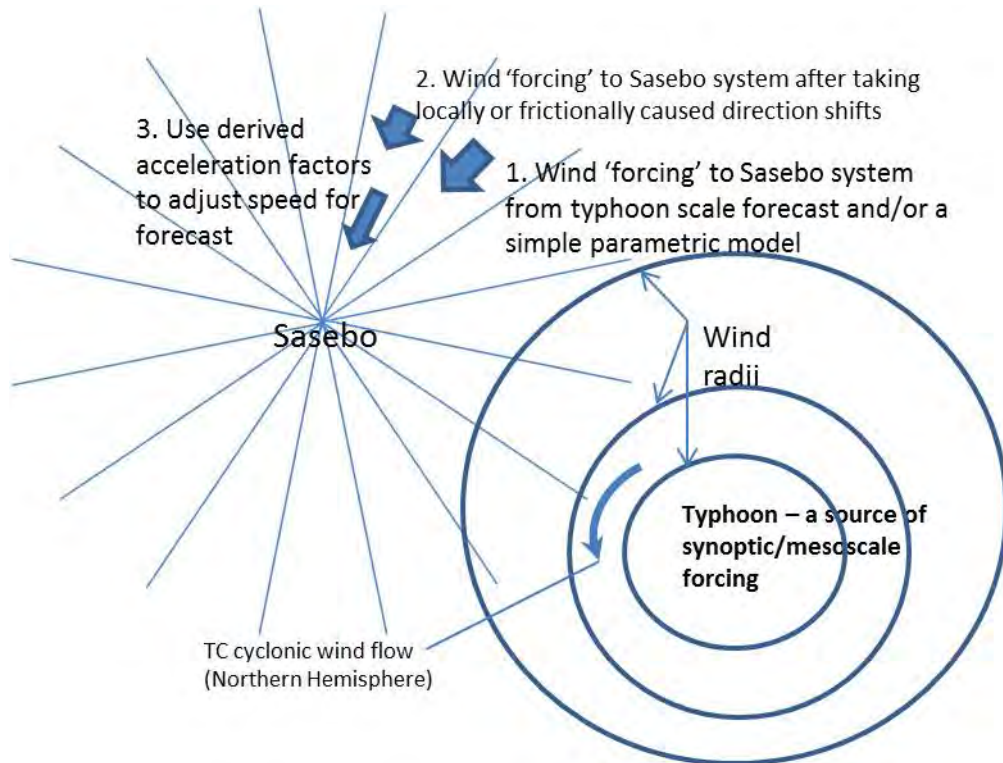 2. Wind ‘forcing’ to Sasebo system after taking
locally or frictionally caused direction shifts
3. Use derived
acceleration factors
to adjust speed for
forecast
1. Wind ‘forcing’ to Sasebo system
from typhoon scale forecast and/or a
simple parametric model
Sasebo
Wind
radii
Typhoon – a source of
synoptic/mesoscale
forcing
TC cyclonic wind flow
(Northern Hemisphere)